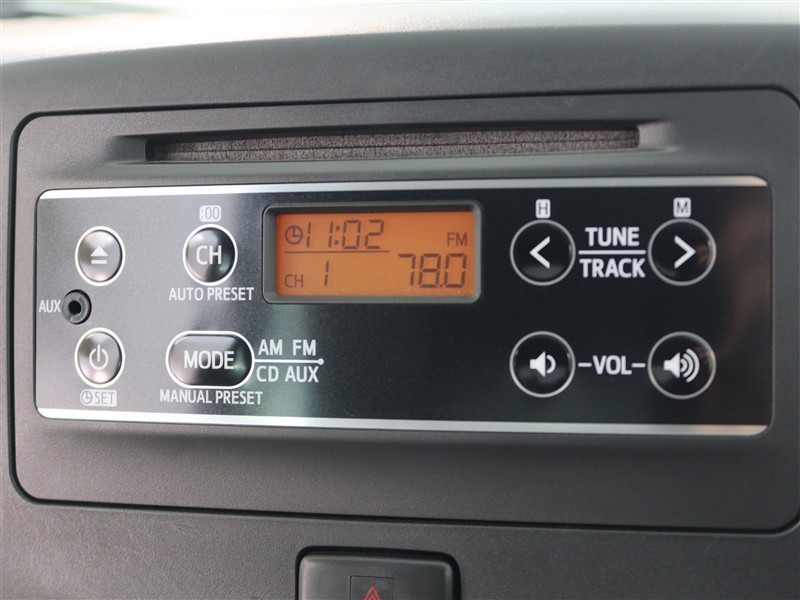 :00
CH
AUTO PRESET
AUX
11:02
FM
CH 1 78.0
H
M
TUNE
TRACK
MODE
AM FM
CD AUX
MANUAL PRESET
SET
-VOL-